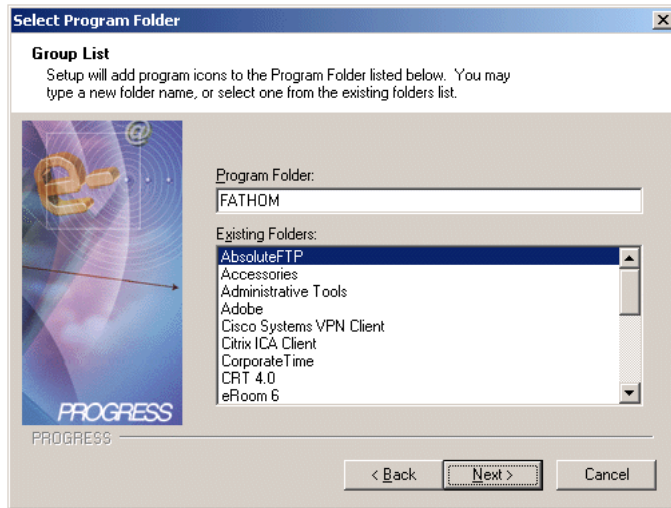 Select Program Folder
Group List
Setup will add program icons to the Program Folder listed below. You may
type a new folder name, or select one from the existing folders list.
@
e-
Program Folder:
FATHOM
Existing Folders:
AbsoluteFTP
Accessories
Administrative Tools
Adobe
Cisco Systems VPN Client
Citrix ICA Client
CorporateTime
CRT 4.0
eRoom 6
PROGRESS
PROGRESS
< Back
Next >
Cancel